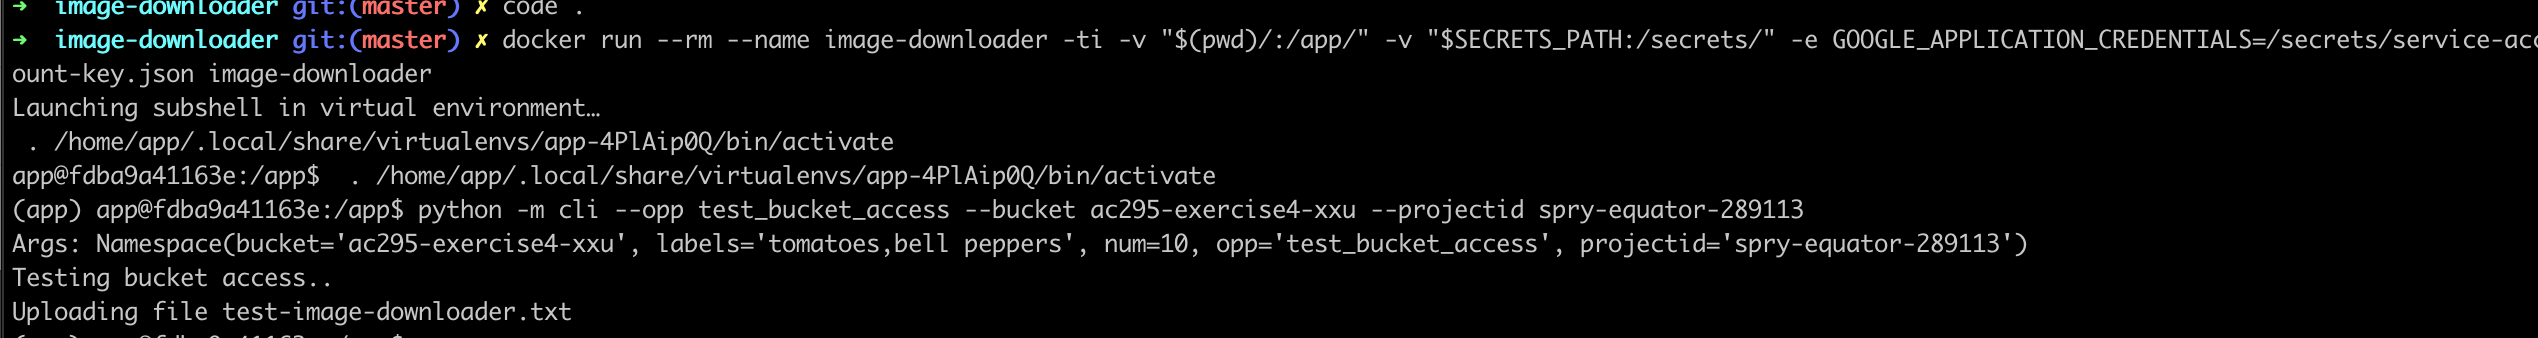 ➜  image-downloader git:(master) ✗ code .
➜  image-downloader git:(master) ✗ docker run --rm --name image-downloader -ti -v "$(pwd)/:/app/" -v "$SECRETS_PATH:/secrets/" -e GOOGLE_APPLICATION_CREDENTIALS=/secrets/service-acc
ount-key.json image-downloader
Launching subshell in virtual environment…
 . /home/app/.local/share/virtualenvs/app-4PlAip0Q/bin/activate
app@fdba9a41163e:/app$  . /home/app/.local/share/virtualenvs/app-4PlAip0Q/bin/activate
(app) app@fdba9a41163e:/app$ python -m cli --opp test_bucket_access --bucket ac295-exercise4-xxu --projectid spry-equator-289113
Args: Namespace(bucket='ac295-exercise4-xxu', labels='tomatoes,bell peppers', num=10, opp='test_bucket_access', projectid='spry-equator-289113')
Testing bucket access..
Uploading file test-image-downloader.txt